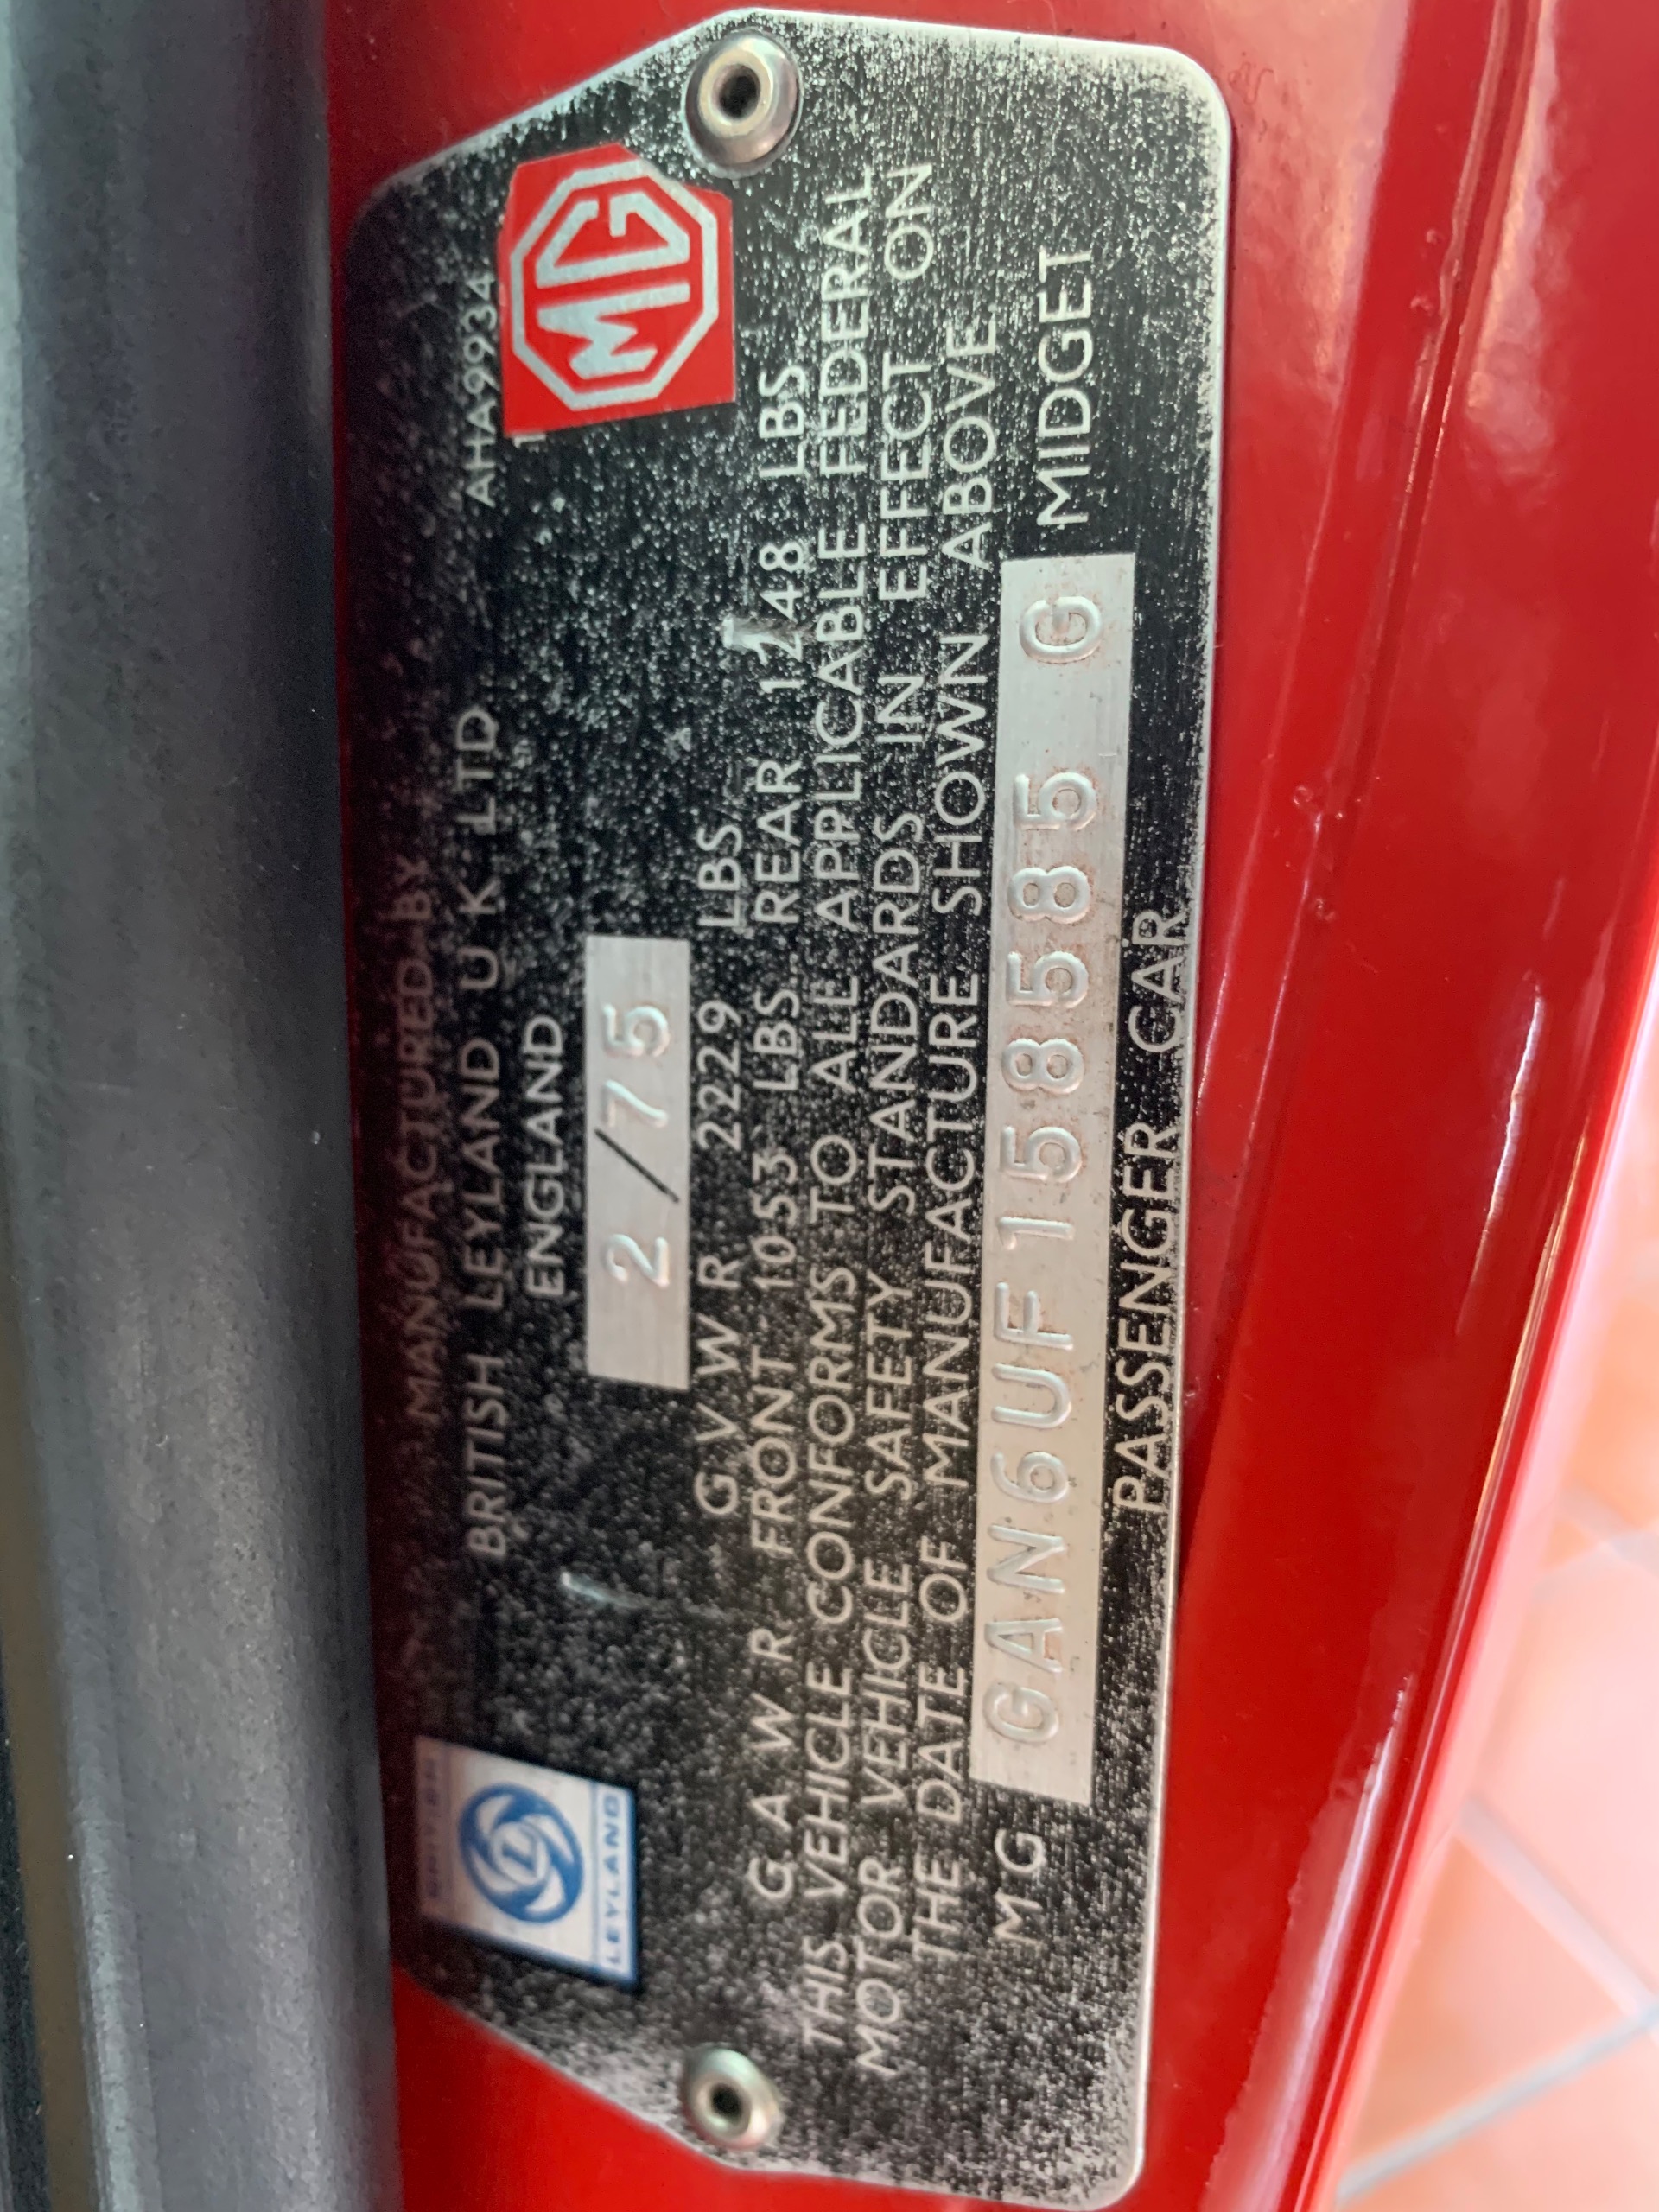 MANUFACTURED BY
AHA9934
BRITISH LEYLAND U K LTD
ENGLAND
BRITISH
L
LEYLAND
MG
2/75
G V W R 2229 LBS
G A W R FRONT 1053 LBS REAR 1248 LBS
THIS VEHICLE CONFORMS TO ALL APPLICABLE FEDERAL
MOTOR VEHICLE SAFETY STANDARDS IN EFFECT ON
THE DATE OF MANUFACTURE SHOWN ABOVE
M G GAN6UF158585 G MIDGET
PASSENGER CAR